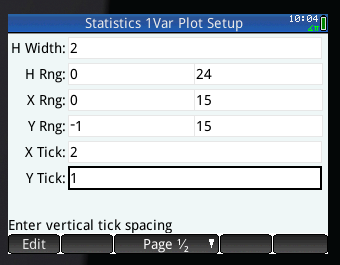 Statistics 1Var Plot Setup 10:04
H Width: 2
H Rng: 0 24
X Rng: 0 15
Y Rng: -1 15
X Tick: 2
Y Tick: 1
Enter vertical tick spacing
Edit Page ½